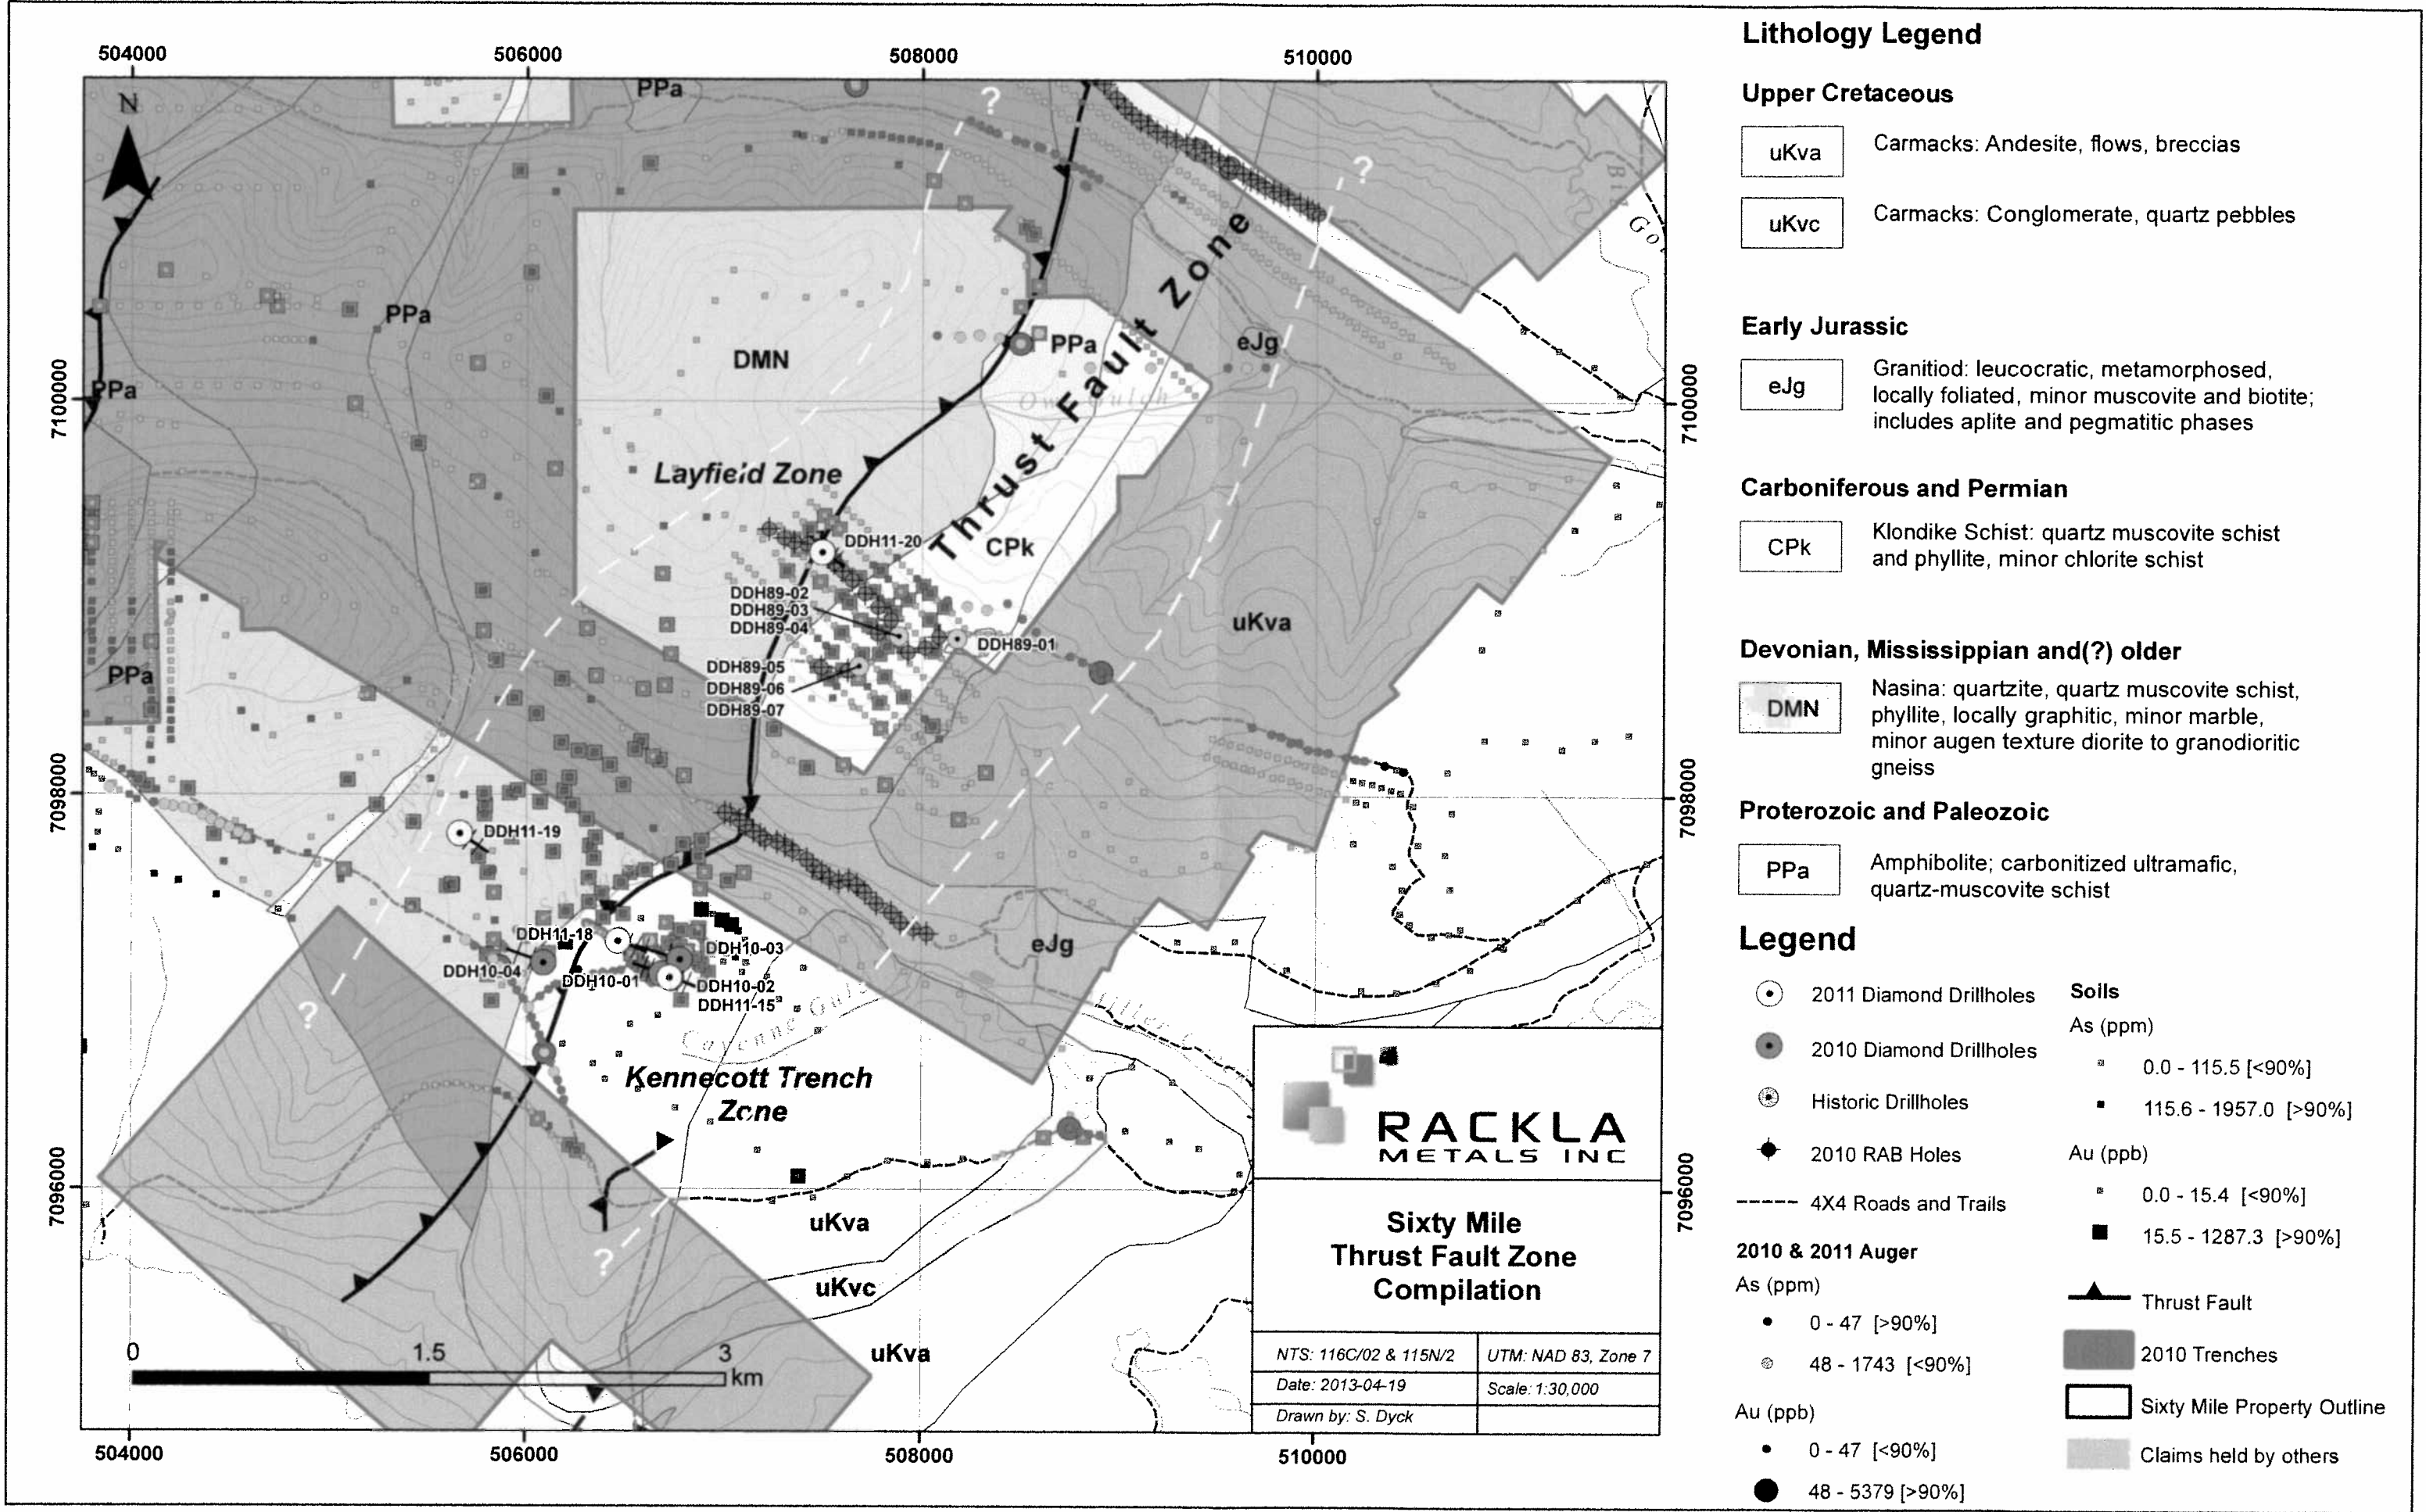 504000
506000
508000
510000
N
PPa
?
?
PPa
DMN
PPa
eJg
7100000
7100000
PPa
Layfield Zone
Thrust Fault Zone
DDH11-20
CPk
DDH89-02
DDH89-03
DDH89-04
uKva
DDH89-01
DDH89-05
DDH89-06
DDH89-07
PPa
7098000
7098000
DDH11-19
DDH11-18
DDH10-03
eJg
DDH10-04
DDH10-01
DDH10-02
DDH11-15
?
Cayenne Gulch
Kennecott Trench
Zone
7096000
7096000
uKva
?
uKvc
uKva
0
1.5
3
km
504000
506000
508000
510000
RACKLA
METALS INC
Sixty Mile
Thrust Fault Zone
Compilation
NTS: 116C/02 & 115N/2
UTM: NAD 83, Zone 7
Date: 2013-04-19
Scale: 1:30,000
Drawn by: S. Dyck
Lithology Legend
Upper Cretaceous
uKva
Carmacks: Andesite, flows, breccias
uKvc
Carmacks: Conglomerate, quartz pebbles
Early Jurassic
eJg
Granitiod: leucocratic, metamorphosed,
locally foliated, minor muscovite and biotite;
includes aplite and pegmatitic phases
Carboniferous and Permian
CPk
Klondike Schist: quartz muscovite schist
and phyllite, minor chlorite schist
Devonian, Mississippian and(?) older
DMN
Nasina: quartzite, quartz muscovite schist,
phyllite, locally graphitic, minor marble,
minor augen texture diorite to granodioritic
gneiss
Proterozoic and Paleozoic
PPa
Amphibolite; carbonitized ultramafic,
quartz-muscovite schist
Legend
2011 Diamond Drillholes
2010 Diamond Drillholes
Historic Drillholes
2010 RAB Holes
4X4 Roads and Trails
2010 & 2011 Auger
As (ppm)
0 - 47 [>90%]
48 - 1743 [<90%]
Au (ppb)
0 - 47 [<90%]
48 - 5379 [>90%]
Soils
As (ppm)
0.0 - 115.5 [<90%]
115.6 - 1957.0 [>90%]
Au (ppb)
0.0 - 15.4 [<90%]
15.5 - 1287.3 [>90%]
Thrust Fault
2010 Trenches
Sixty Mile Property Outline
Claims held by others